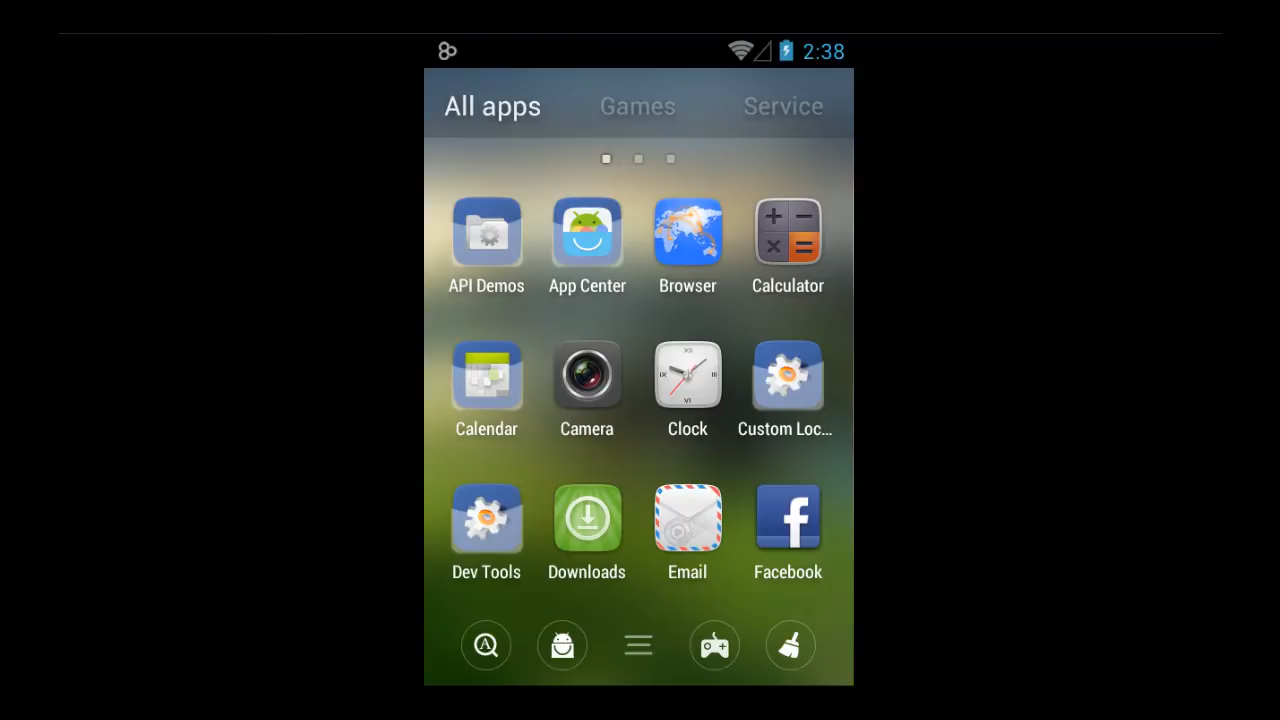 2:38
All apps Games Service
API Demos App Center Browser Calculator
Calendar Camera Clock Custom Loc...
Dev Tools Downloads Email Facebook